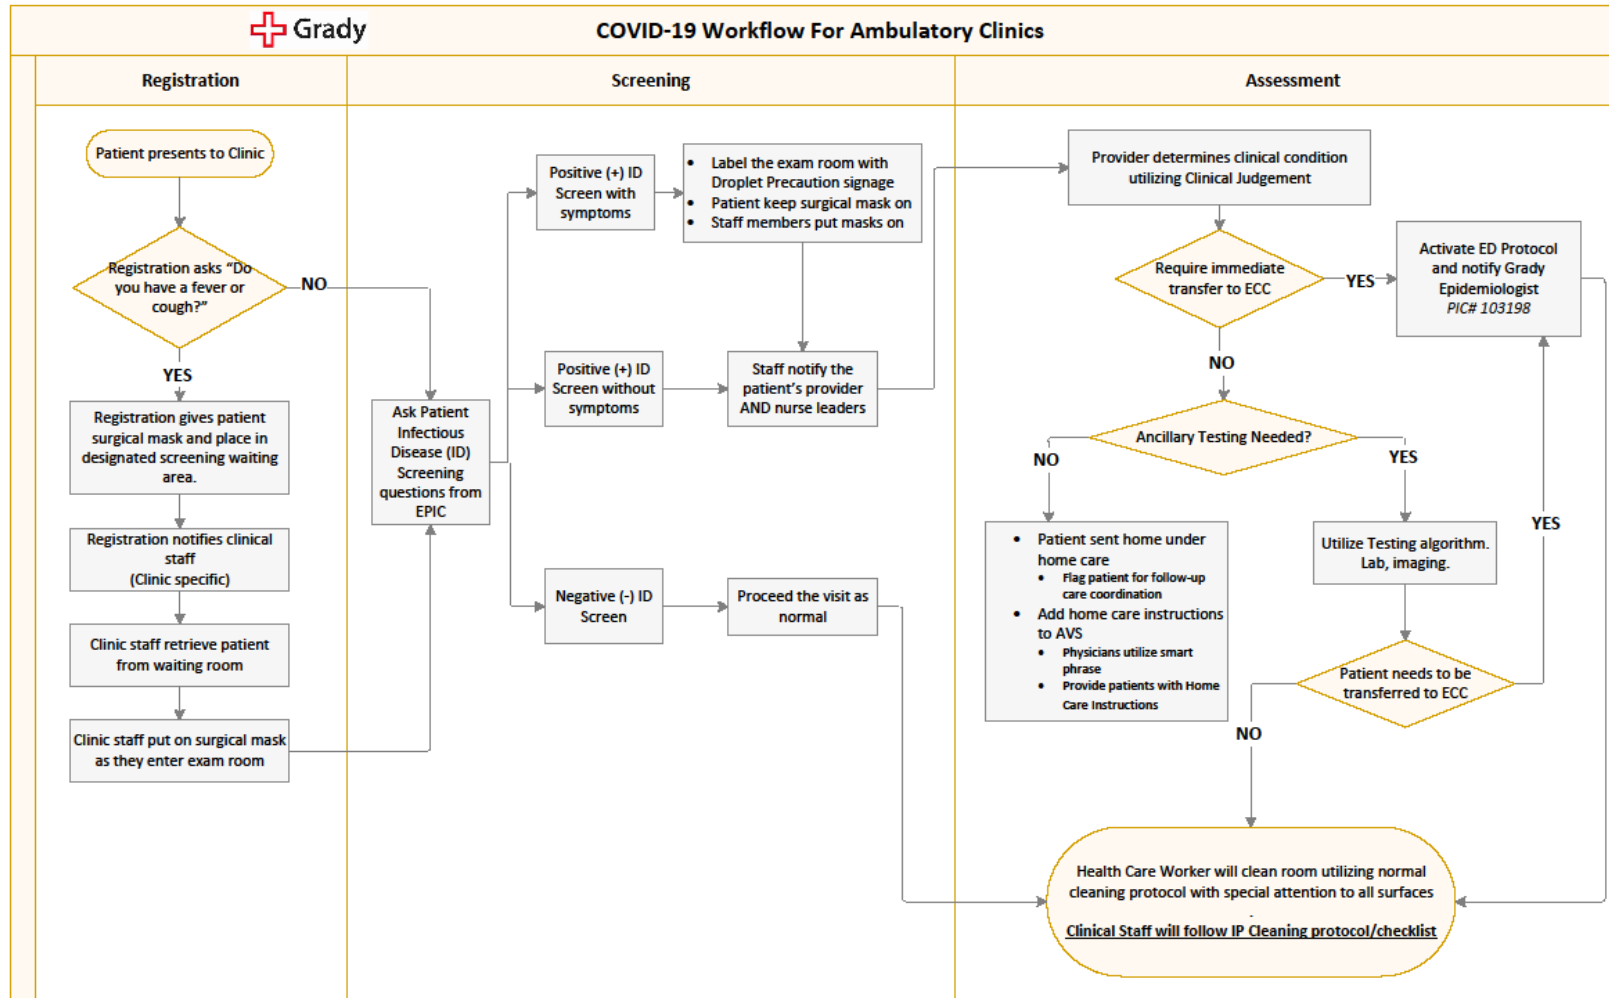 Grady
COVID-19 Workflow For Ambulatory Clinics
Registration
Screening
Assessment
Patient presents to Clinic
Registration asks “Do
you have a fever or
cough?”
NO
YES
Registration gives patient
surgical mask and place in
designated screening waiting
area.
Registration notifies clinical
staff
(Clinic specific)
Clinic staff retrieve patient
from waiting room
Clinic staff put on surgical mask
as they enter exam room
Ask Patient
Infectious
Disease (ID)
Screening
questions from
EPIC
Positive (+) ID
Screen with
symptoms
• Label the exam room with
Droplet Precaution signage
• Patient keep surgical mask on
• Staff members put masks on
Positive (+) ID
Screen without
symptoms
Staff notify the
patient’s provider
AND nurse leaders
Negative (-) ID
Screen
Proceed the visit as
normal
Provider determines clinical condition
utilizing Clinical Judgement
Require immediate
transfer to ECC
YES
Activate ED Protocol
and notify Grady
Epidemiologist
PIC# 103198
NO
Ancillary Testing Needed?
NO
YES
• Patient sent home under
home care
• Flag patient for follow-up
care coordination
• Add home care instructions
to AVS
• Physicians utilize smart
phrase
• Provide patients with Home
Care Instructions
Utilize Testing algorithm.
Lab, imaging.
YES
Patient needs to be
transferred to ECC
NO
Health Care Worker will clean room utilizing normal
cleaning protocol with special attention to all surfaces
.
Clinical Staff will follow IP Cleaning protocol/checklist